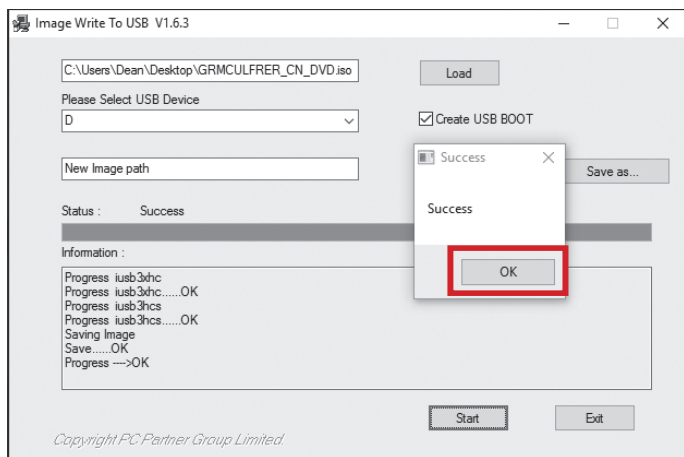 Image Write To USB V1.6.3
C:\Users\Dean\Desktop\GRMCULFRER_CN_DVD.iso
Load
Please Select USB Device
D
Create USB BOOT
New Image path
Save as...
Success
Success
OK
Status : Success
Information :
Progress iusb3xhc
Progress iusb3xhc......OK
Progress iusb3hcs
Progress iusb3hcs......OK
Saving Image
Save......OK
Progress ---->OK
Start
Exit
Copyright PC Partner Group Limited.